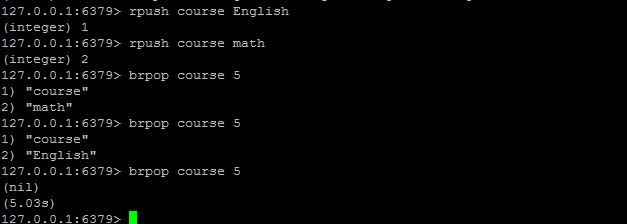 127.0.0.1:6379> rpush course English
(integer) 1
127.0.0.1:6379> rpush course math
(integer) 2
127.0.0.1:6379> brpop course 5
1) "course"
2) "math"
127.0.0.1:6379> brpop course 5
1) "course"
2) "English"
127.0.0.1:6379> brpop course 5
(nil)
(5.03s)
127.0.0.1:6379>